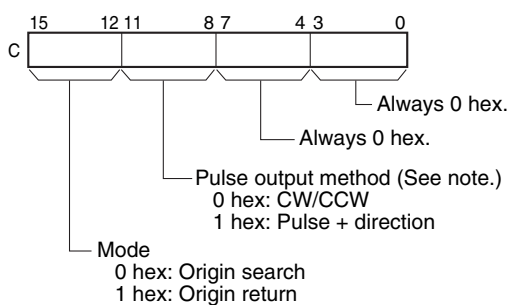 15 12 11 8 7 4 3 0
C
Always 0 hex.
Always 0 hex.
Pulse output method (See note.)
0 hex: CW/CCW
1 hex: Pulse + direction
Mode
0 hex: Origin search
1 hex: Origin return